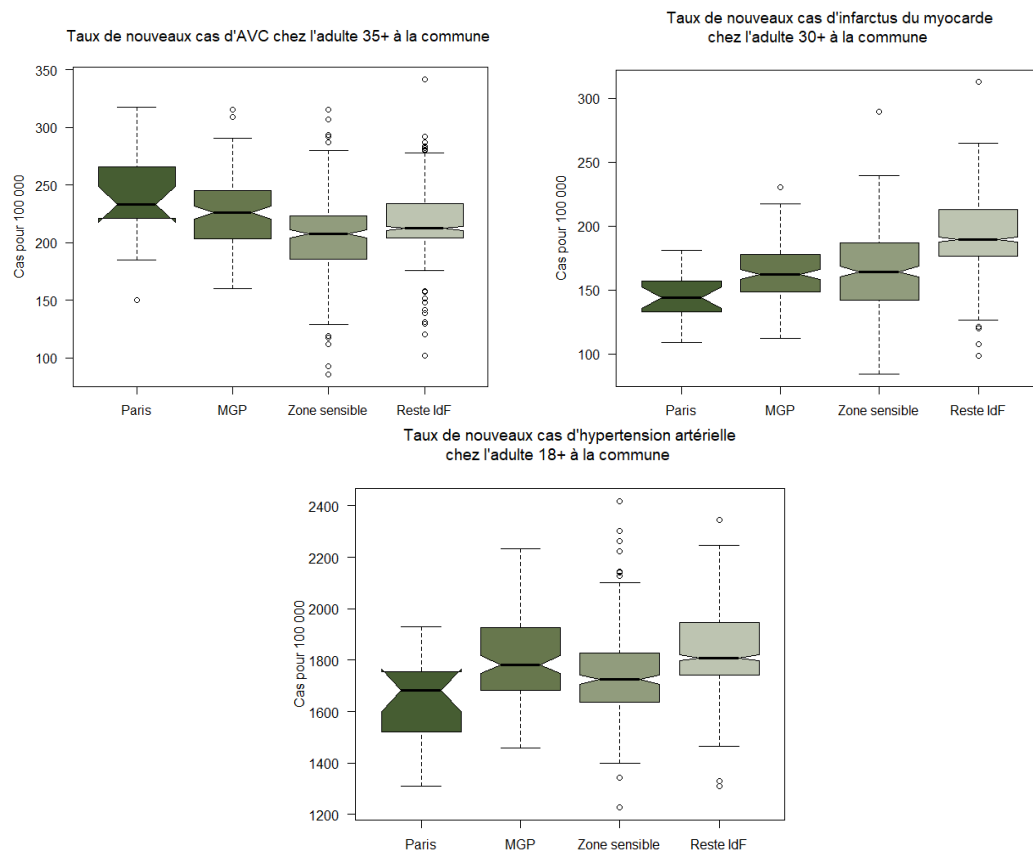 Taux de nouveaux cas d'AVC chez l'adulte 35+ à la commune
Cas pour 100 000
350
300
250
200
150
100
Paris
MGP
Zone sensible
Reste IdF
Taux de nouveaux cas d'infarctus du myocarde
chez l'adulte 30+ à la commune
Cas pour 100 000
300
250
200
150
100
Paris
MGP
Zone sensible
Reste IdF
Taux de nouveaux cas d'hypertension artérielle
chez l'adulte 18+ à la commune
Cas pour 100 000
2400
2200
2000
1800
1600
1400
1200
Paris
MGP
Zone sensible
Reste IdF